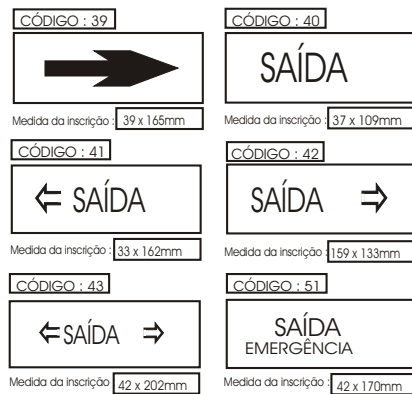 CÓDIGO : 39
Medida da inscrição : 39 x 165mm
CÓDIGO : 40
SAÍDA
Medida da inscrição : 37 x 109mm
CÓDIGO : 41
SAÍDA
Medida da inscrição : 33 x 162mm
CÓDIGO : 42
SAÍDA
Medida da inscrição : 159 x 133mm
CÓDIGO : 43
SAÍDA
Medida da inscrição : 42 x 202mm
CÓDIGO : 51
SAÍDA
EMERGÊNCIA
Medida da inscrição : 42 x 170mm